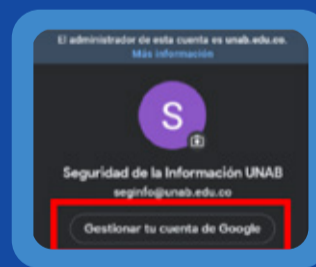 El administrador de esta cuenta es unab.edu.co.
Más información
S
Seguridad de la Información UNAB
seginfo@unab.edu.co
Gestionar tu cuenta de Google